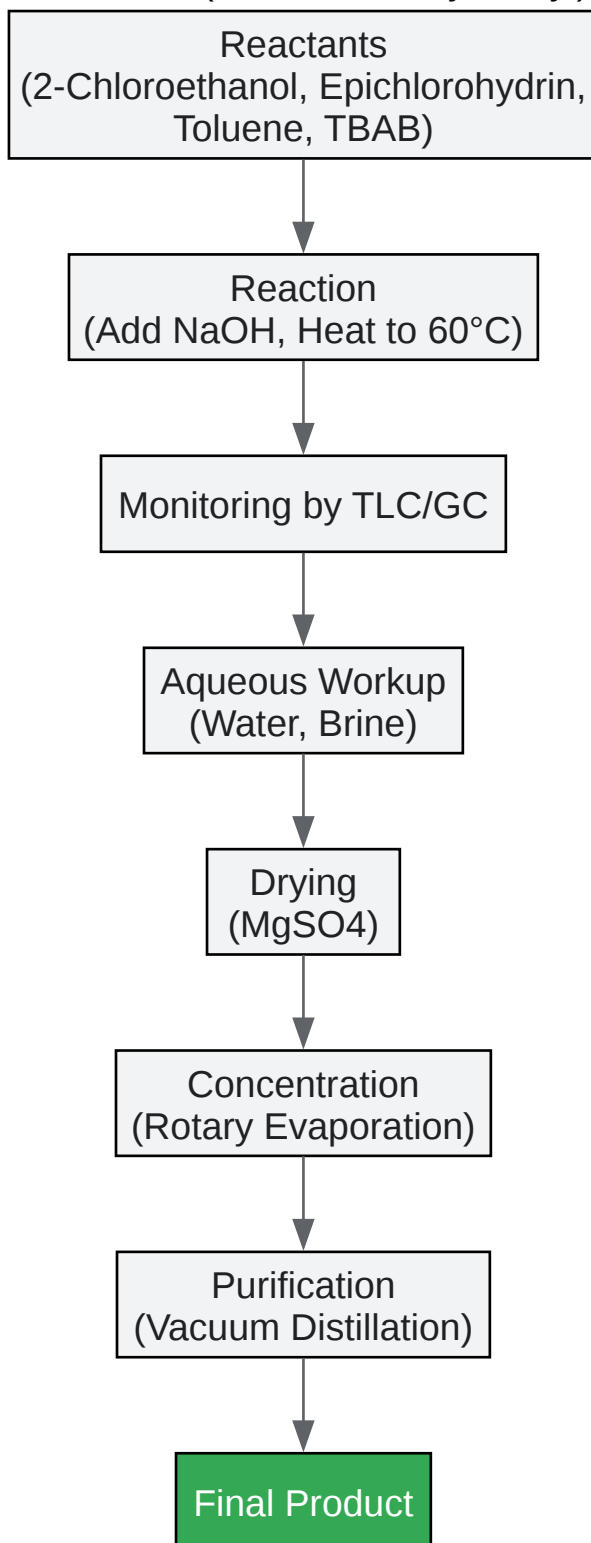 Reactants
(2-Chloroethanol, Epichlorohydrin,
Toluene, TBAB)
Reaction
(Add NaOH, Heat to 60°C)
Monitoring by TLC/GC
Aqueous Workup
(Water, Brine)
Drying
(MgSO4)
Concentration
(Rotary Evaporation)
Purification
(Vacuum Distillation)
Final Product